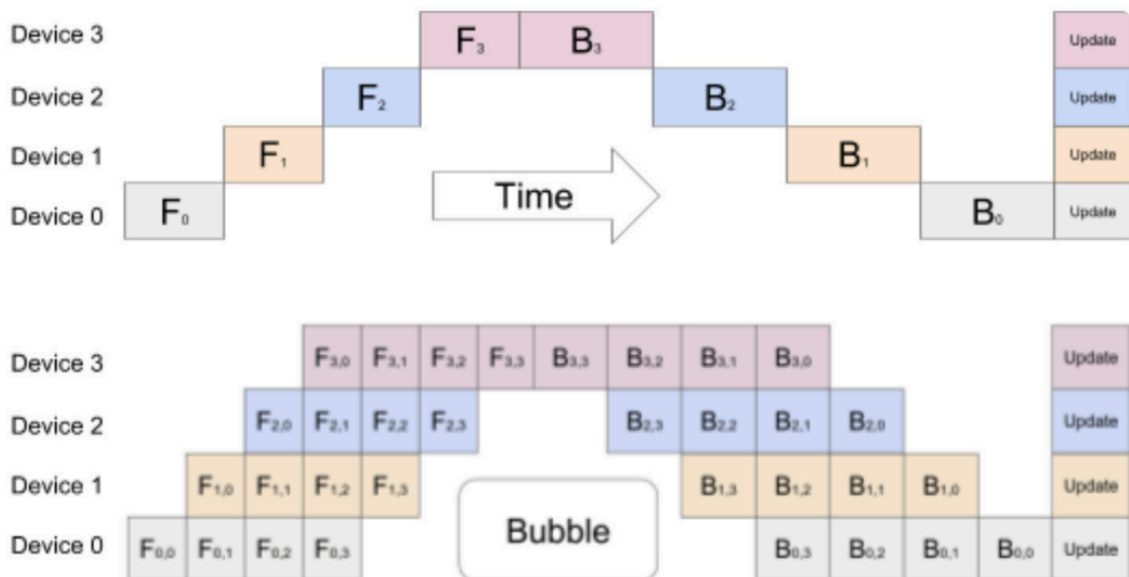 Device 3 F₃ B₃ Update
Device 2 F₂ B₂ Update
Device 1 F₁ B₁ Update
Time
Device 0 F₀ B₀ Update
Device 3 F₃,₀ F₃,₁ F₃,₂ F₃,₃ B₃,₃ B₃,₂ B₃,₁ B₃,₀ Update
Device 2 F₂,₀ F₂,₁ F₂,₂ F₂,₃ B₂,₃ B₂,₂ B₂,₁ B₂,₀ Update
Device 1 F₁,₀ F₁,₁ F₁,₂ F₁,₃ B₁,₃ B₁,₂ B₁,₁ B₁,₀ Update
Bubble
Device 0 F₀,₀ F₀,₁ F₀,₂ F₀,₃ B₀,₃ B₀,₂ B₀,₁ B₀,₀ Update